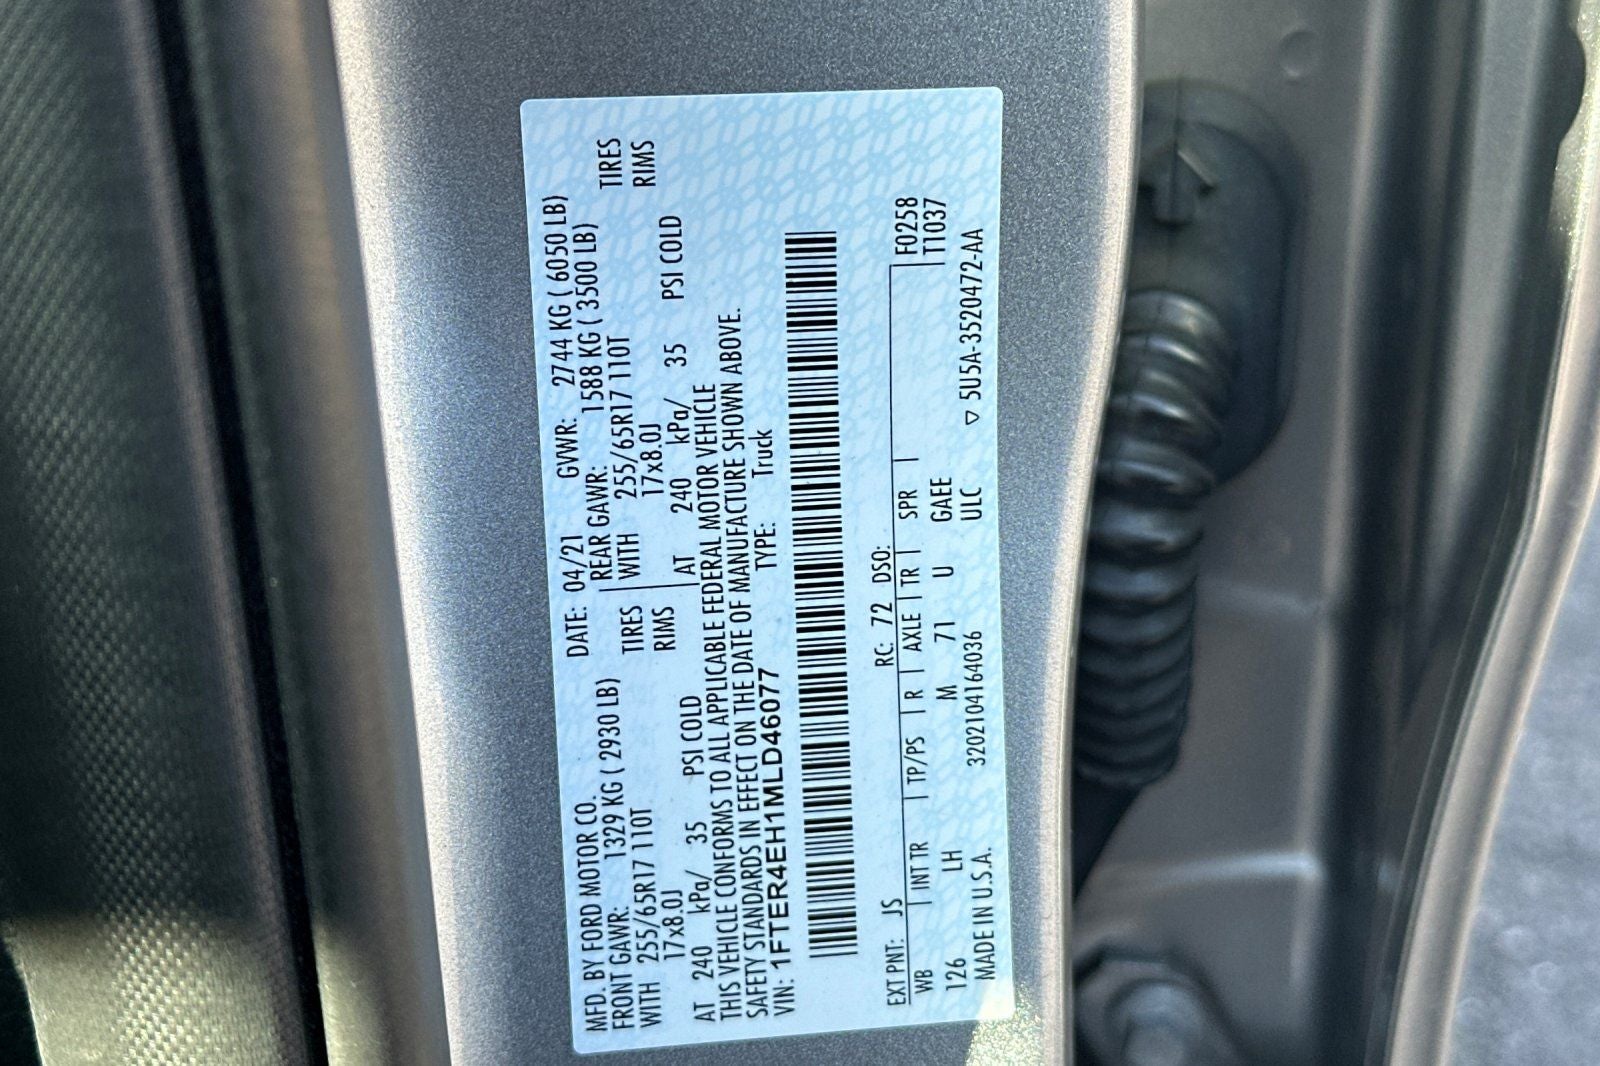 MFD. BY FORD MOTOR CO. DATE: 04/21 GVWR: 2744 KG ( 6050 LB)
FRONT GAWR: 1329 KG ( 2930 LB) REAR GAWR: 1588 KG ( 3500 LB)
WITH 255/65R17 110T TIRES WITH 255/65R17 110T TIRES
17x8.0J RIMS 17x8.0J RIMS
AT 240 kPa/ 35 PSI COLD AT 240 kPa/ 35 PSI COLD
THIS VEHICLE CONFORMS TO ALL APPLICABLE FEDERAL MOTOR VEHICLE
SAFETY STANDARDS IN EFFECT ON THE DATE OF MANUFACTURE SHOWN ABOVE.
VIN: 1FTER4EH1MLD46077 TYPE: Truck
EXT PNT: JS RC: 72 DSO: F0258
WB INT TR TP/PS R AXLE TR SPR T1037
126 LH M 71 U GAEE
MADE IN U.S.A. 320210416403​6 ULC ▽ 5U5A-3520472-AA